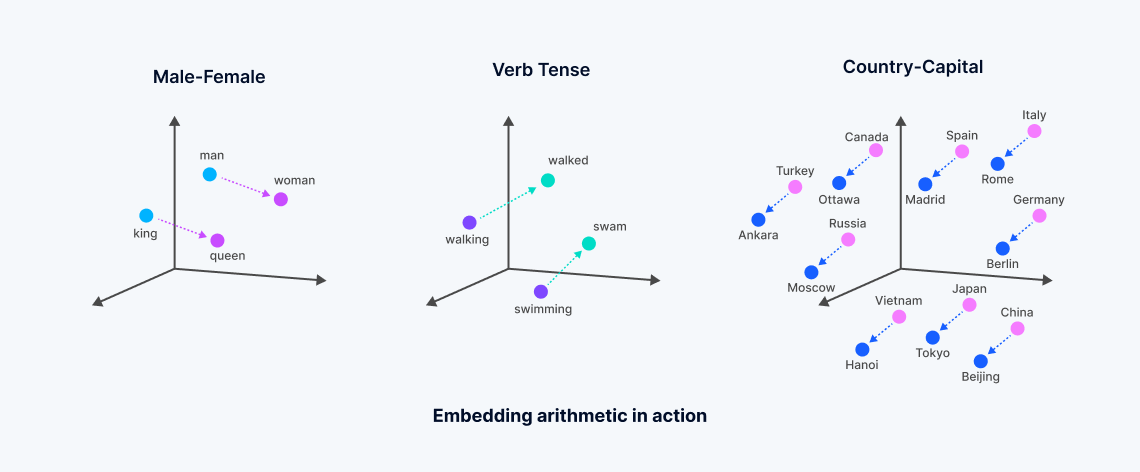 Male-Female
man
woman
king
queen
Verb Tense
walked
walking
swam
swimming
Country-Capital
Italy
Canada
Spain
Rome
Turkey
Ottawa
Madrid
Germany
Ankara
Russia
Berlin
Moscow
Vietnam
Japan
China
Hanoi
Tokyo
Beijing
Embedding arithmetic in action